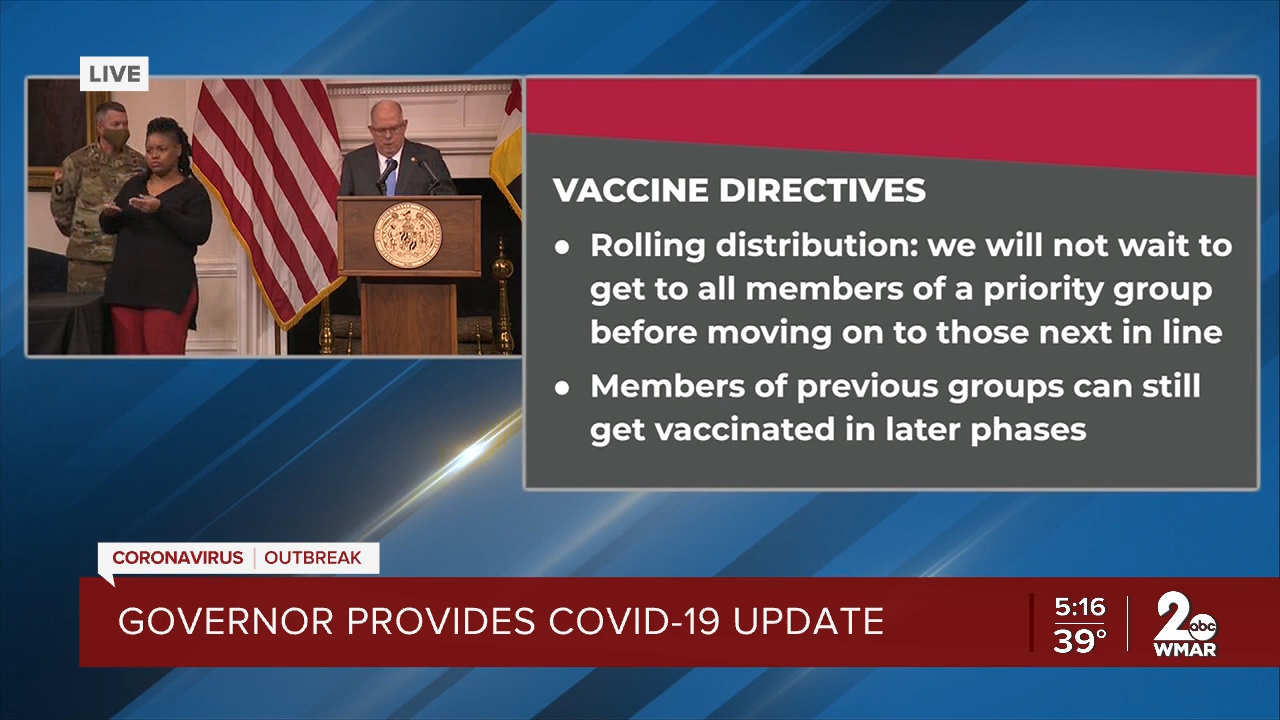 LIVE
VACCINE DIRECTIVES
● Rolling distribution: we will not wait to
get to all members of a priority group
before moving on to those next in line
● Members of previous groups can still
get vaccinated in later phases
CORONAVIRUS | OUTBREAK
GOVERNOR PROVIDES COVID-19 UPDATE
5:16
39°
2 abc
WMAR